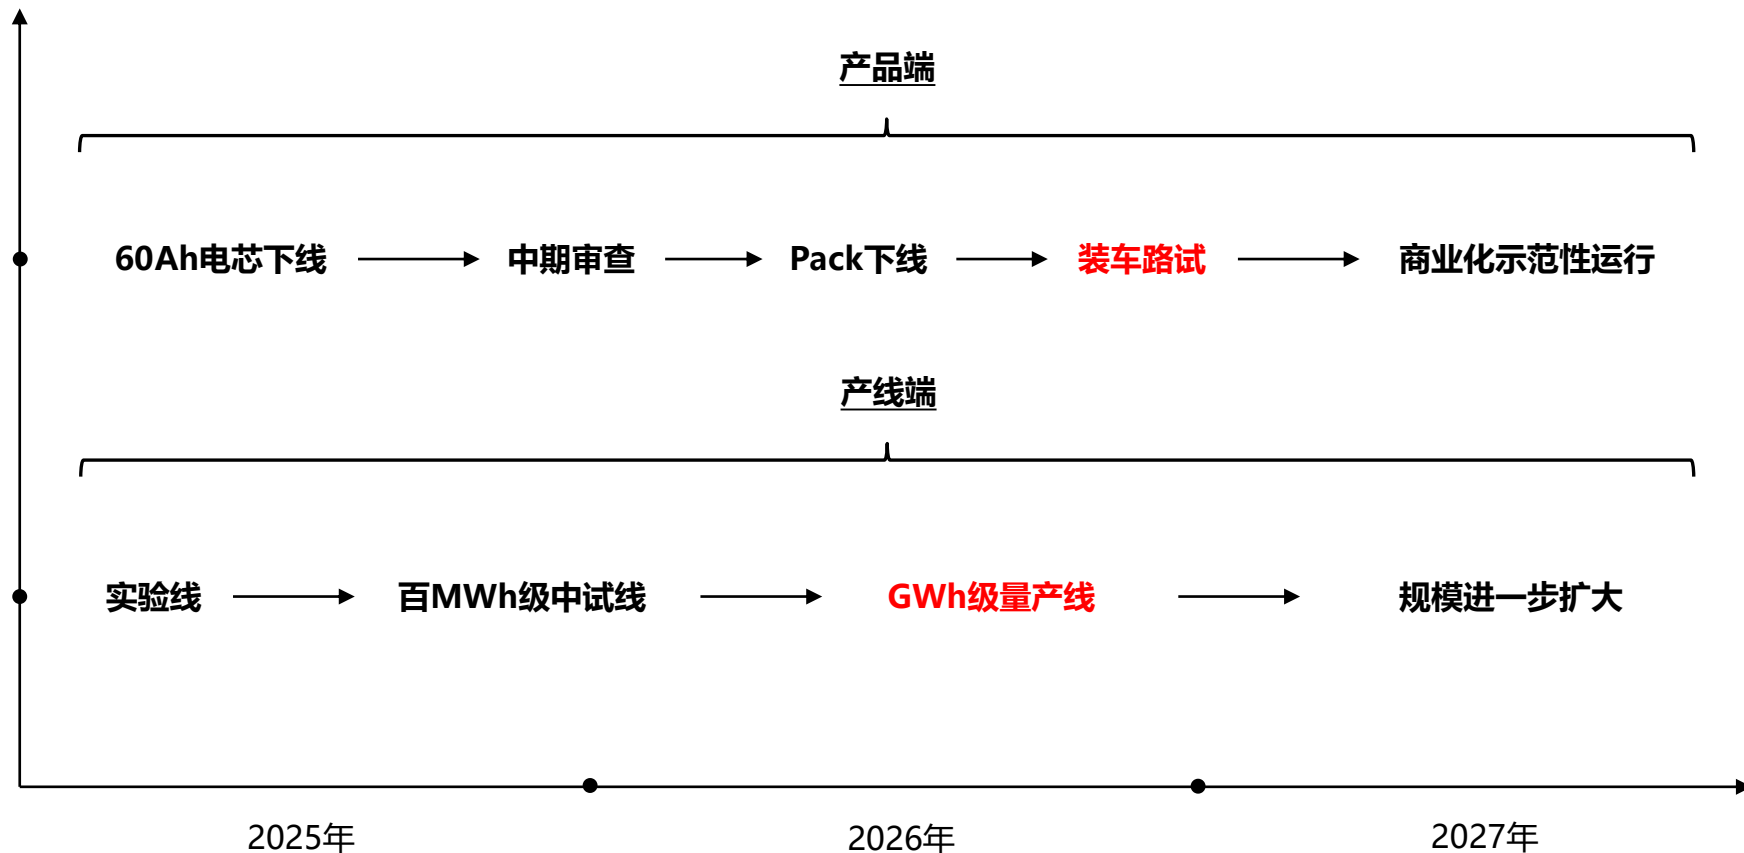 产品端
60Ah电芯下线 中期审查 Pack下线 装车路试 商业化示范性运行
产线端
实验线 百MWh级中试线 GWh级量产线 规模进一步扩大
2025年 2026年 2027年